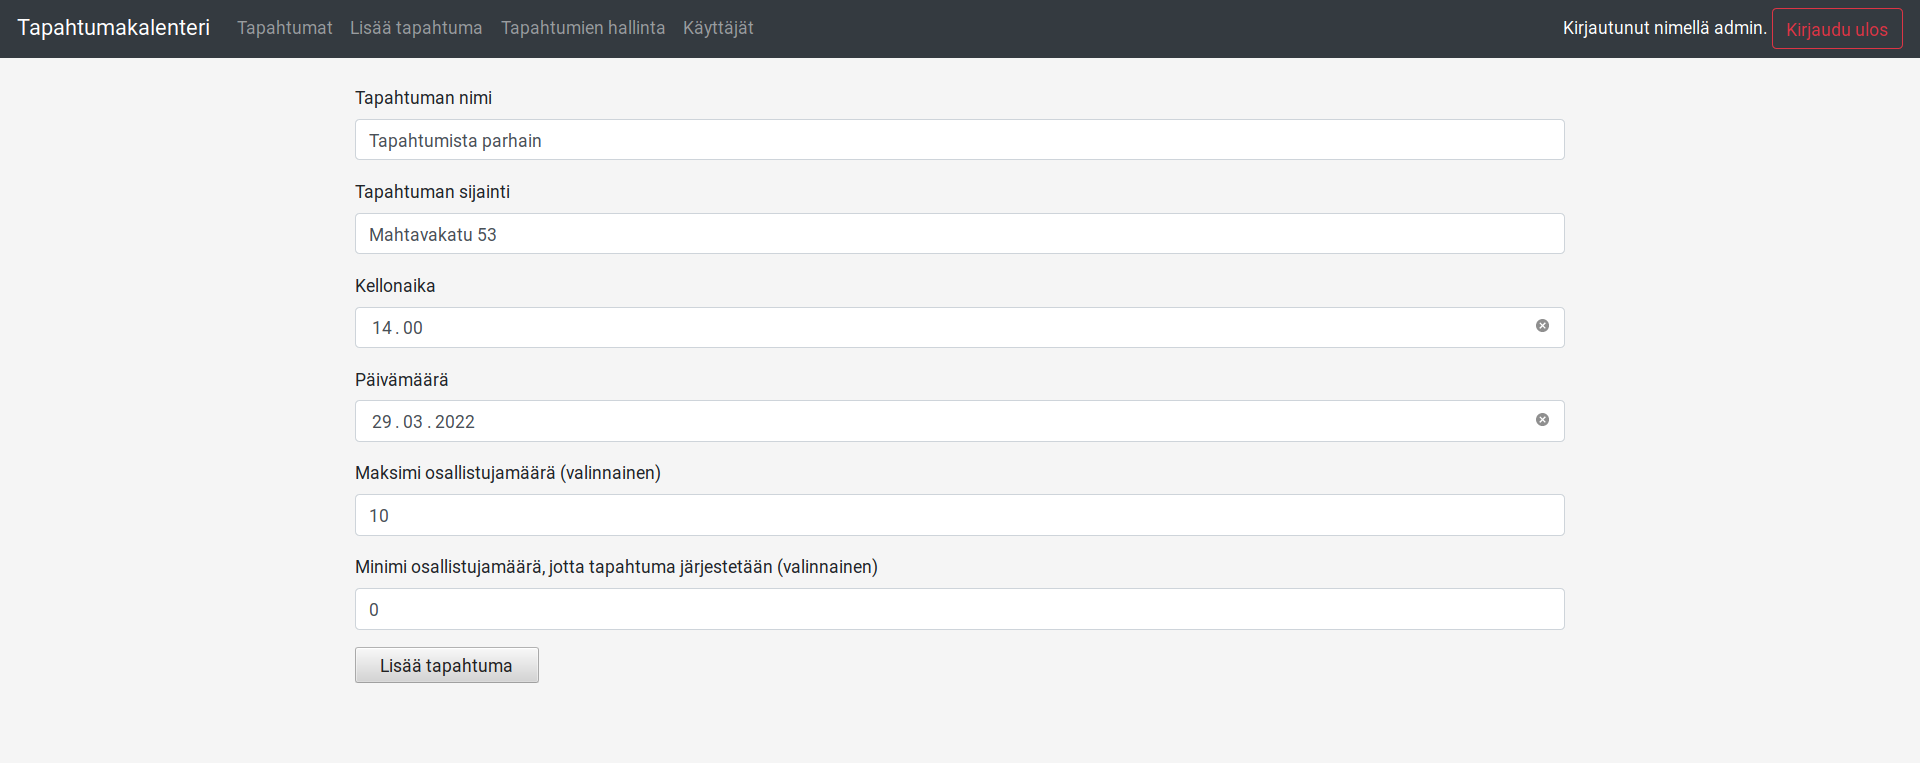 Tapahtumakalenteri Tapahtumat Lisää tapahtuma Tapahtumien hallinta Käyttäjät Kirjautunut nimellä admin. Kirjaudu ulos
Tapahtuman nimi
Tapahtumista parhain
Tapahtuman sijainti
Mahtavakatu 53
Kellonaika
14.00
Päivämäärä
29.03.2022
Maksimi osallistujamäärä (valinnainen)
10
Minimi osallistujamäärä, jotta tapahtuma järjestetään (valinnainen)
0
Lisää tapahtuma